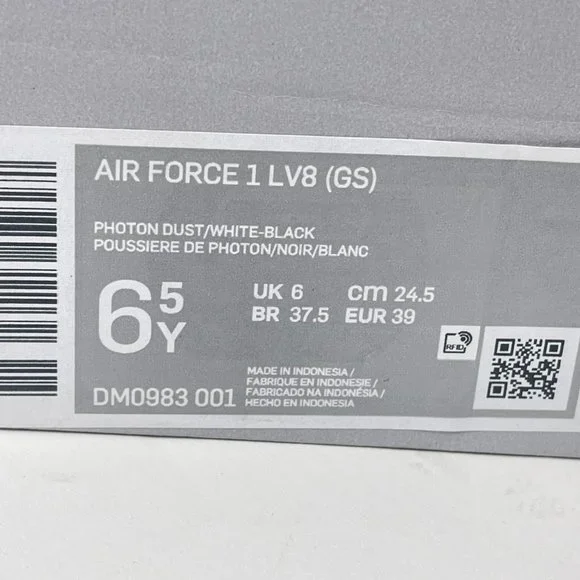 AIR FORCE 1 LV8 (GS)
PHOTON DUST/WHITE-BLACK
POUSSIERE DE PHOTON/NOIR/BLANC
6 5Y
UK 6 cm 24.5
BR 37.5 EUR 39
RFID
DM0983 001
MADE IN INDONESIA /
FABRIQUE EN INDONESIE /
FABRICADO NA INDONÉSIA /
HECHO EN INDONESIA